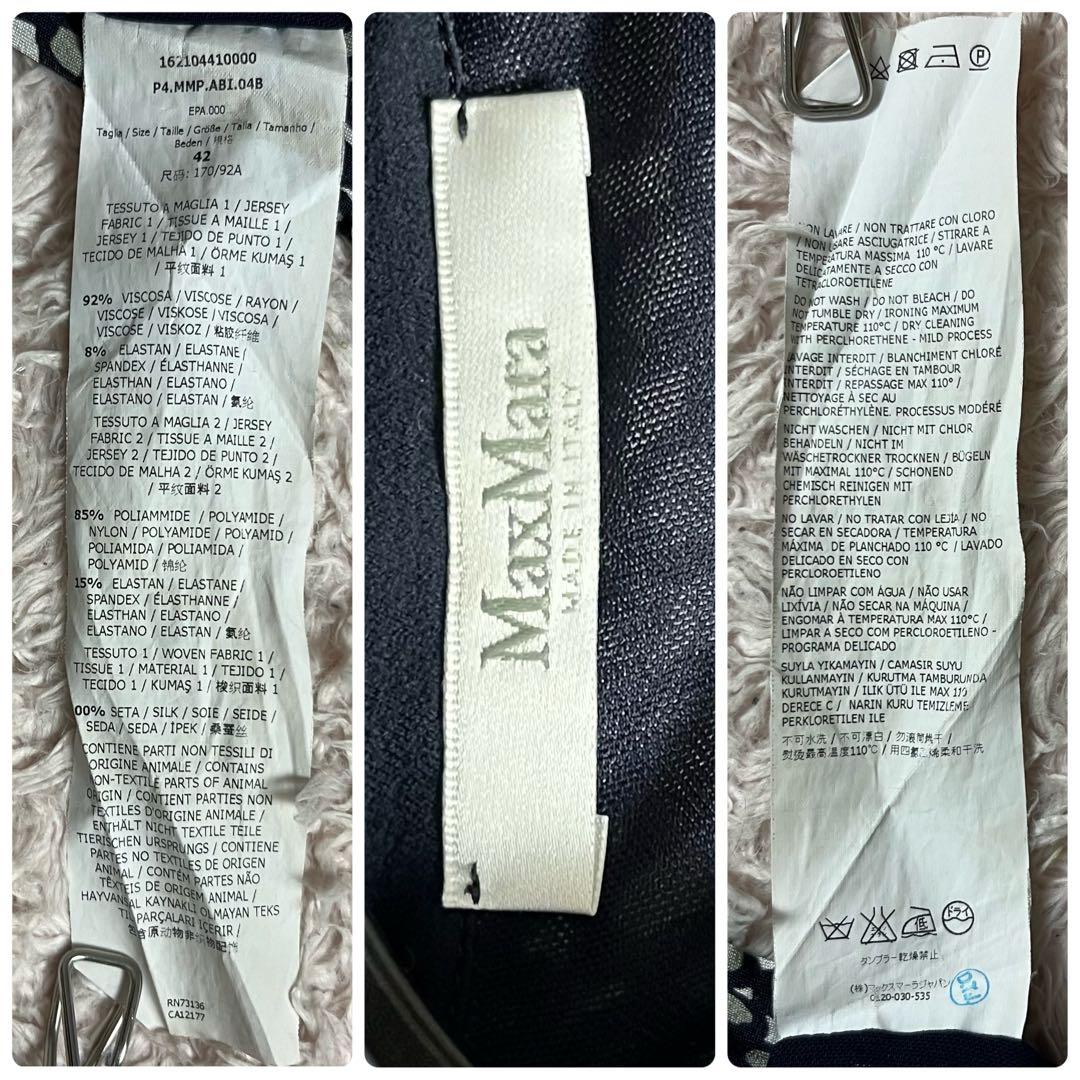 162104410000
P4.MMP.ABI.04B
EPA.000
Taglia / Size / Taille / Größe / Talla / Tamanho /
Beden / 规格
42
尺码: 170/92A
TESSUTO A MAGLIA 1 / JERSEY
FABRIC 1 / TISSUE A MAILLE 1 /
JERSEY 1 / TEJIDO DE PUNTO 1 /
TECIDO DE MALHA 1 / ÖRME KUMAŞ 1
/ 平纹面料 1
92% VISCOSA / VISCOSE / RAYON /
VISCOSE / VISKOSE / VISCOSA /
VISCOSE / VISKOZ / 粘胶纤维
8% ELASTAN / ELASTANE /
SPANDEX / ÉLASTHANNE /
ELASTHAN / ELASTANO /
ELASTANO / ELASTAN / 氨纶
TESSUTO A MAGLIA 2 / JERSEY
FABRIC 2 / TISSUE A MAILLE 2 /
JERSEY 2 / TEJIDO DE PUNTO 2 /
TECIDO DE MALHA 2 / ÖRME KUMAŞ 2
/ 平纹面料 2
85% POLIAMMIDE / POLYAMIDE /
NYLON / POLYAMIDE / POLYAMID /
POLIAMIDA / POLIAMIDA /
POLYAMID / 锦纶
15% ELASTAN / ELASTANE /
SPANDEX / ÉLASTHANNE /
ELASTHAN / ELASTANO /
ELASTANO / ELASTAN / 氨纶
TESSUTO 1 / WOVEN FABRIC 1 /
TISSUE 1 / MATERIAL 1 / TEJIDO 1 /
TECIDO 1 / KUMAŞ 1 / 梭织面料 1
00% SETA / SILK / SOIE / SEIDE /
SEDA / SEDA / İPEK / 桑蚕丝
CONTIENE PARTI NON TESSILI DI
ORIGINE ANIMALE / CONTAINS
NON-TEXTILE PARTS OF ANIMAL
ORIGIN / CONTIENT PARTIES NON
TEXTILES D'ORIGINE ANIMALE /
ENTHÄLT NICHT TEXTILE TEILE
TIERISCHEN URSPRUNGS / CONTIENE
PARTES NO TEXTILES DE ORIGEN
ANIMAL / CONTÉM PARTES NÃO
TÊXTEIS DE ORIGEM ANIMAL /
HAYVANSAL KAYNAKLI OLMAYAN TEKS
TİL PARÇALARI İÇERİR /
包含原动物非织物配饰
RN73136
CA12177
MaxMara
MADE IN ITALY
P
NON LAVARE / NON TRATTARE CON CLORO
/ NON USARE ASCIUGATRICE / STIRARE A
TEMPERATURA MASSIMA 110 °C / LAVARE
DELICATAMENTE A SECCO CON
TETRACLOROETILENE
DO NOT WASH / DO NOT BLEACH / DO
NOT TUMBLE DRY / IRONING MAXIMUM
TEMPERATURE 110°C / DRY CLEANING
WITH PERCLHORETHENE - MILD PROCESS
LAVAGE INTERDIT / BLANCHIMENT CHLORÉ
INTERDIT / SÉCHAGE EN TAMBOUR
INTERDIT / REPASSAGE MAX 110° /
NETTOYAGE À SEC AU
PERCHLORÉTHYLÈNE. PROCESSUS MODÉRÉ
NICHT WASCHEN / NICHT MIT CHLOR
BEHANDELN / NICHT IM
WÄSCHETROCKNER TROCKNEN / BÜGELN
MIT MAXIMAL 110°C / SCHONEND
CHEMISCH REINIGEN MIT
PERCHLORETHYLEN
NO LAVAR / NO TRATAR CON LEJÍA / NO
SECAR EN SECADORA / TEMPERATURA
MÁXIMA DE PLANCHADO 110 °C / LAVADO
DELICADO EN SECO CON
PERCLOROETILENO
NÃO LIMPAR COM ÁGUA / NÃO USAR
LIXÍVIA / NÃO SECAR NA MÁQUINA /
ENGOMAR À TEMPERATURA MAX 110° /
LIMPAR A SECO COM PERCLOROETILENO -
PROGRAMA DELICADO
SUYLA YIKAMAYIN / CAMASIR SUYU
KULLANMAYIN / KURUTMA TAMBURUNDA
KURUTMAYIN / ILIK ÜTÜ ILE MAX 110
DERECE C / NARIN KURU TEMIZLEME
PERKLORETILEN ILE
不可水洗 / 不可漂白 / 勿滚筒烘干 /
熨烫最高温度110°C / 用四氯乙烯柔和干洗
低 ドライ
タンブラー乾燥禁止
(株)マックスマーラジャパン
0120-030-535